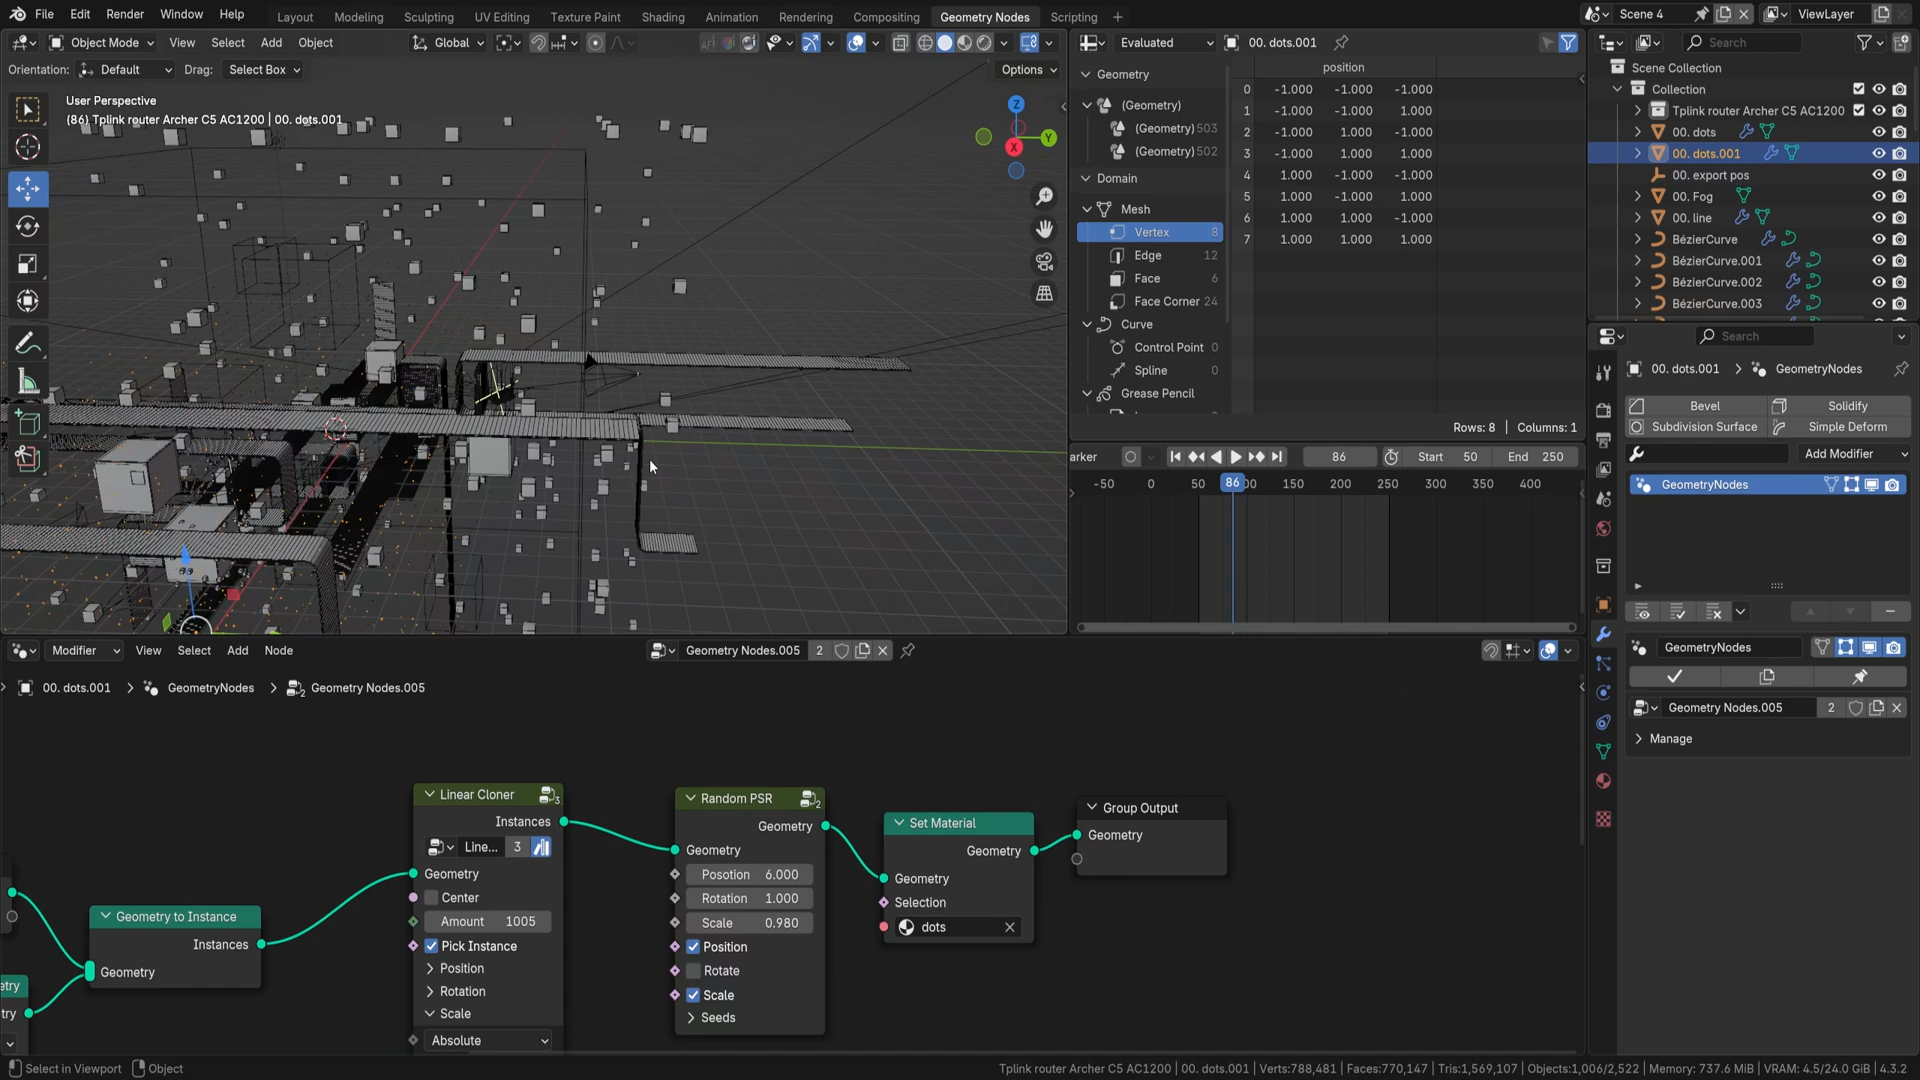 File Edit Render Window Help
Layout Modeling Sculpting UV Editing Texture Paint Shading Animation Rendering Compositing Geometry Nodes Scripting +
Scene 4
ViewLayer
Object Mode View Select Add Object
Global
Orientation: Default Drag: Select Box
Options
User Perspective
(86) Tplink router Archer C5 AC1200 | 00. dots.001
Z
Y
X
Evaluated
00. dots.001
Geometry
(Geometry)
(Geometry) 503
(Geometry) 502
Domain
Mesh
Vertex 8
Edge 12
Face 6
Face Corner 24
Curve
Control Point 0
Spline 0
Grease Pencil
position
0 -1.000 -1.000 -1.000
1 -1.000 -1.000 1.000
2 -1.000 1.000 -1.000
3 -1.000 1.000 1.000
4 1.000 -1.000 -1.000
5 1.000 -1.000 1.000
6 1.000 1.000 -1.000
7 1.000 1.000 1.000
Rows: 8 | Columns: 1
arker
86
Start 50
End 250
-50 0 50 86 150 200 250 300 350 400
Search
Scene Collection
Collection
Tplink router Archer C5 AC1200
00. dots
00. dots.001
00. export pos
00. Fog
00. line
BézierCurve
BézierCurve.001
BézierCurve.002
BézierCurve.003
Search
00. dots.001 > GeometryNodes
Bevel
Solidify
Subdivision Surface
Simple Deform
Add Modifier
GeometryNodes
GeometryNodes
Geometry Nodes.005 2
Manage
Modifier View Select Add Node
Geometry Nodes.005 2
00. dots.001 > GeometryNodes > Geometry Nodes.005
etry
try
Geometry to Instance
Instances
Geometry
Linear Cloner 3
Instances
Line... 3
Geometry
Center
Amount 1005
Pick Instance
Position
Rotation
Scale
Absolute
Random PSR 2
Geometry
Geometry
Posotion 6.000
Rotation 1.000
Scale 0.980
Position
Rotate
Scale
Seeds
Set Material
Geometry
Geometry
Selection
dots
Group Output
Geometry
Select in Viewport
Object
Tplink router Archer C5 AC1200 | 00. dots.001 | Verts:788,481 | Faces:770,147 | Tris:1,569,107 | Objects:1,006/2,522 | Memory: 737.6 MiB | VRAM: 4.5/24.0 GiB | 4.3.2